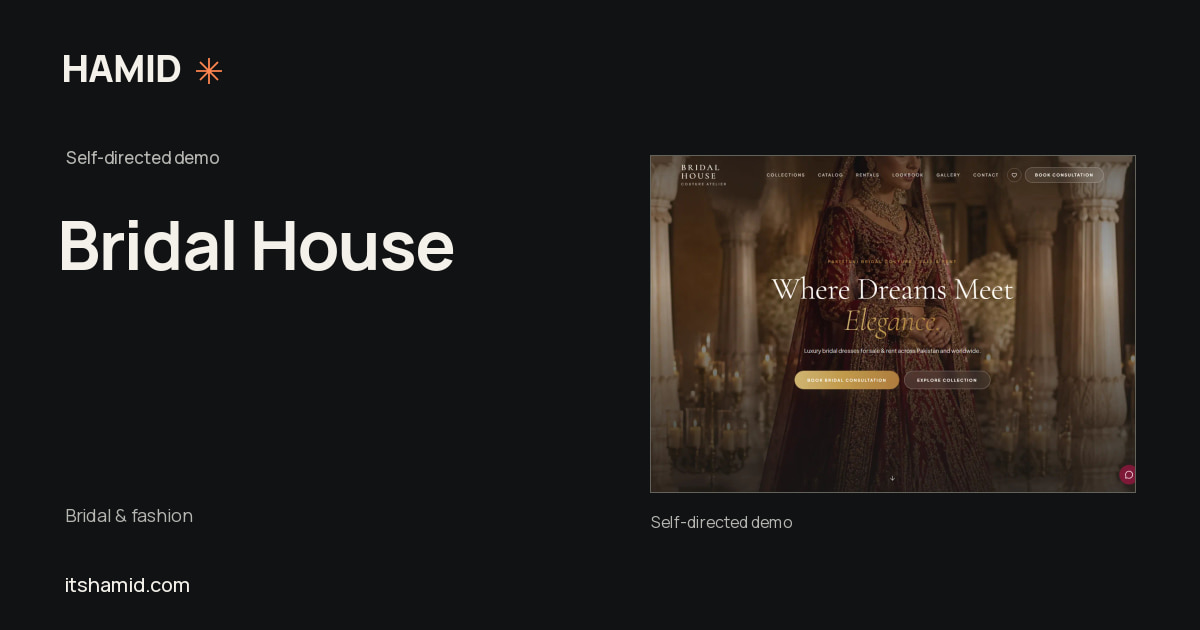 HAMID
Self-directed demo
Bridal House
Bridal & fashion
itshamid.com
BRIDAL
HOUSE
COUTURE ATELIER
COLLECTIONS CATALOG RENTALS LOOKBOOK GALLERY CONTACT BOOK CONSULTATION
Where Dreams Meet
Elegance.
Luxury bridal dresses for sale & rent across Pakistan and worldwide.
BOOK BRIDAL CONSULTATION EXPLORE COLLECTION
Self-directed demo